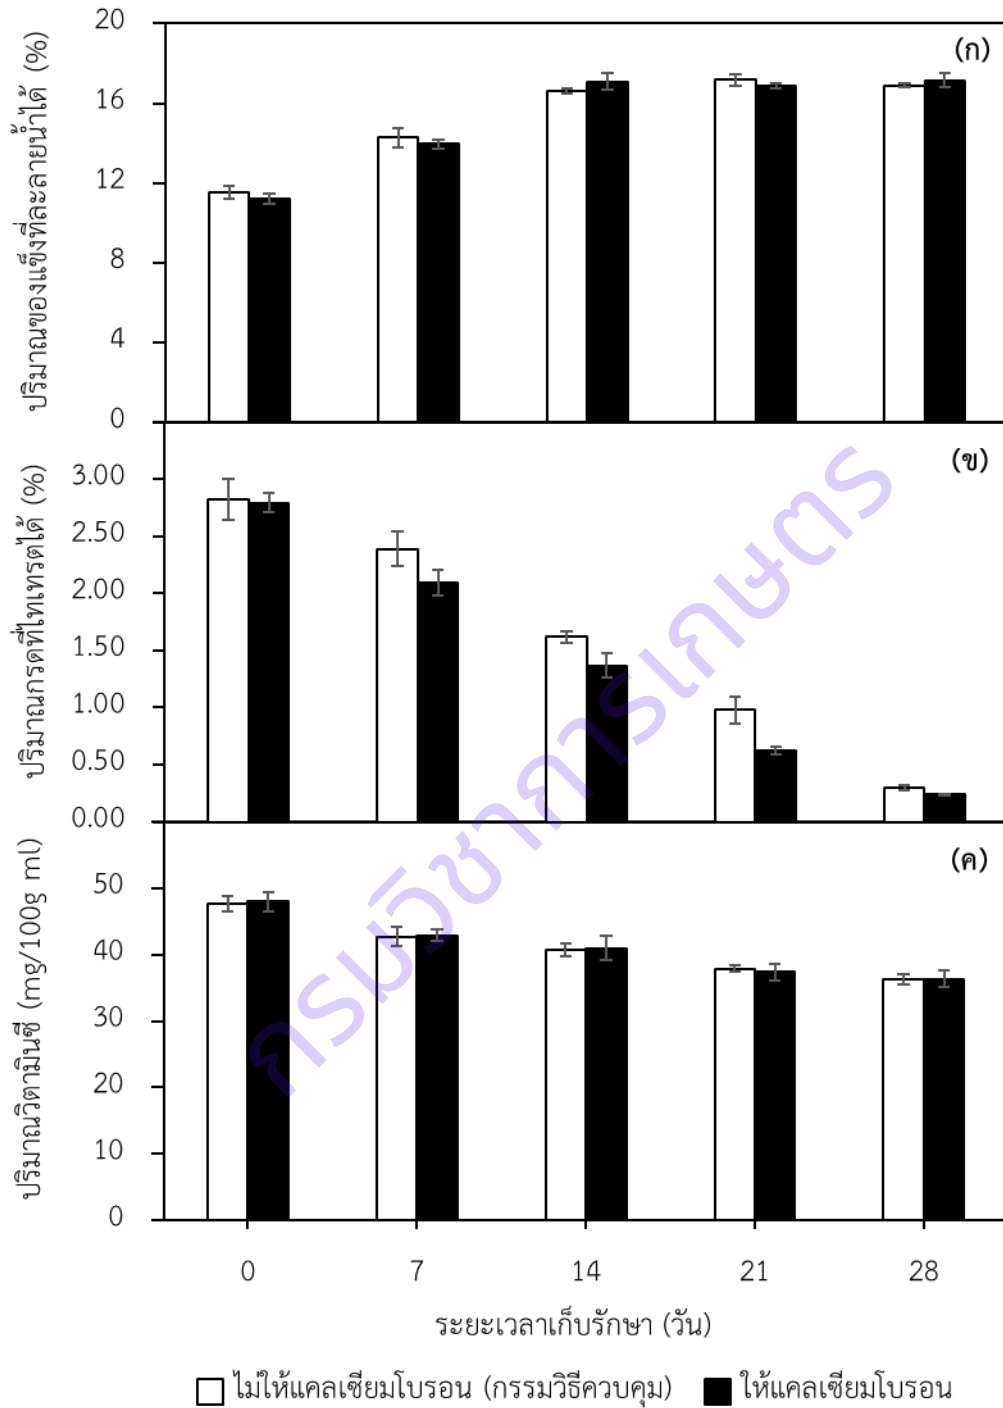 ปริมาณของแข็งที่ละลายน้ำได้ (%)
20
16
12
8
4
0
(ก)
ปริมาณกรดที่ไทเทรตได้ (%)
3.00
2.50
2.00
1.50
1.00
0.50
0.00
(ข)
ปริมาณวิตามินซี (mg/100g ml)
50
40
30
20
10
0
(ค)
กรมวิชาการเกษตร
0 7 14 21 28
ระยะเวลาเก็บรักษา (วัน)
ไม่ให้แคลเซียมโบรอน (กรรมวิธีควบคุม) ให้แคลเซียมโบรอน